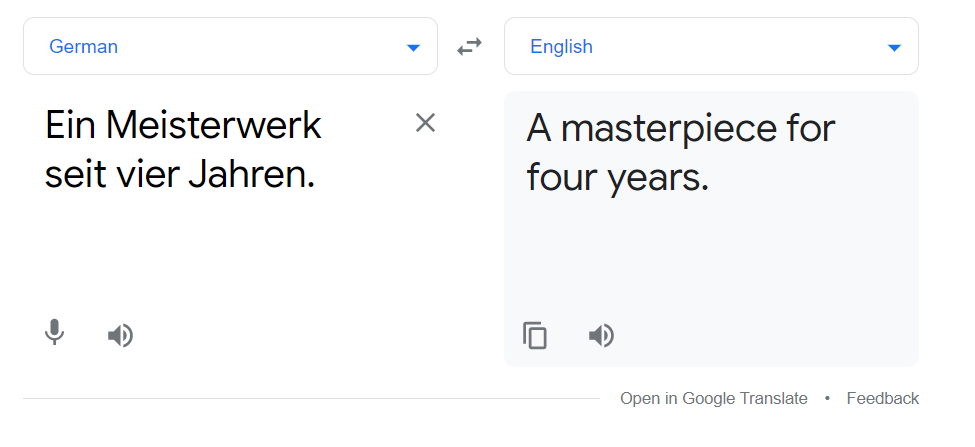 German
English
Ein Meisterwerk
seit vier Jahren.
A masterpiece for
four years.
Open in Google Translate • Feedback